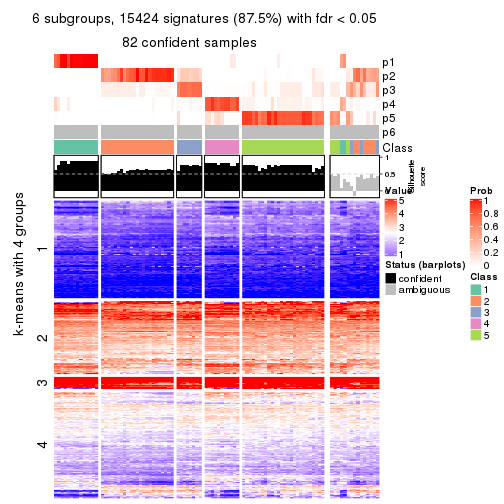 6 subgroups, 15424 signatures (87.5%) with fdr < 0.05
82 confident samples
p1
p2
p3
p4
p5
p6
Class
1
0.5
0
Silhouette
score
k-means with 4 groups
1
2
3
4
Value
5
4
3
2
1
Status (barplots)
confident
ambiguous
Prob
1
0.8
0.6
0.4
0.2
0
Class
1
2
3
4
5